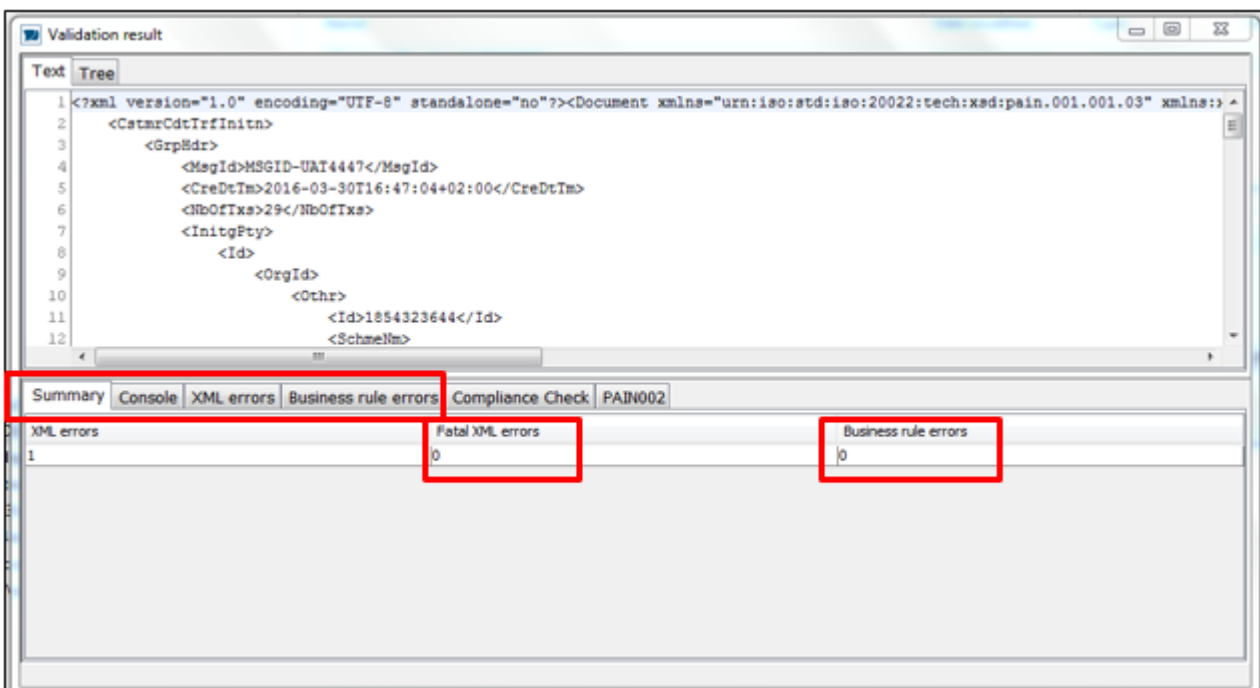 Validation result
Text Tree
1 <?xml version="1.0" encoding="UTF-8" standalone="no"?><Document xmlns="urn:iso:std:iso:20022:tech:xsd:pain.001.001.03" xmlns:
2 <CstmrCdtTrfInitn>
3 <GrpHdr>
4 <MsgId>MSGID-UAT4447</MsgId>
5 <CreDtTm>2016-03-30T16:47:04+02:00</CreDtTm>
6 <NbOfTxs>29</NbOfTxs>
7 <InitgPty>
8 <Id>
9 <OrgId>
10 <Othr>
11 <Id>1854323644</Id>
12 <SchmeNm>
Summary Console XML errors Business rule errors Compliance Check PAIN002
XML errors Fatal XML errors Business rule errors
1 0 0